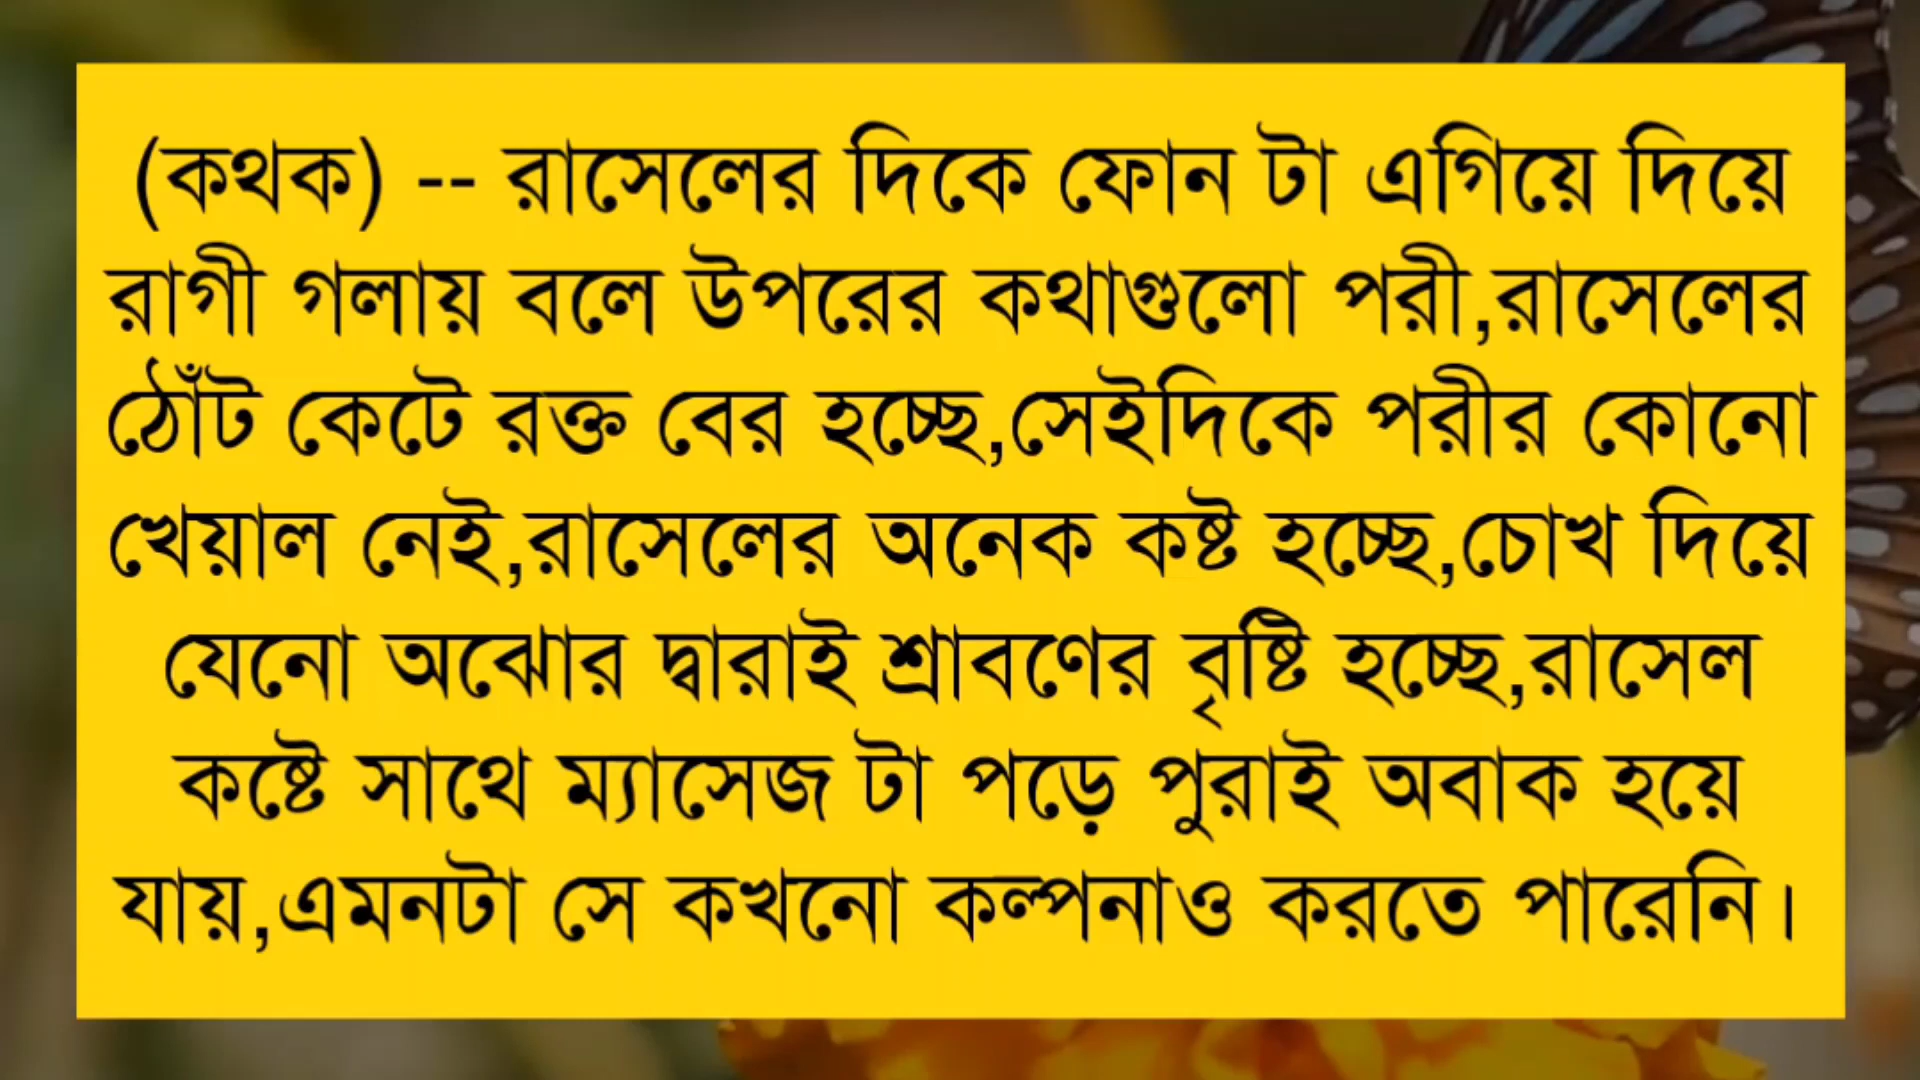 (কথক) -- রাসেলের দিকে ফোন টা এগিয়ে দিয়ে
রাগী গলায় বলে উপরের কথাগুলো পরী,রাসেলের
ঠোঁট কেটে রক্ত বের হচ্ছে,সেইদিকে পরীর কোনো
খেয়াল নেই,রাসেলের অনেক কষ্ট হচ্ছে,চোখ দিয়ে
যেনো অঝোর দ্বারাই শ্রাবণের বৃষ্টি হচ্ছে,রাসেল
কষ্টে সাথে ম্যাসেজ টা পড়ে পুরাই অবাক হয়ে
যায়,এমনটা সে কখনো কল্পনাও করতে পারেনি।